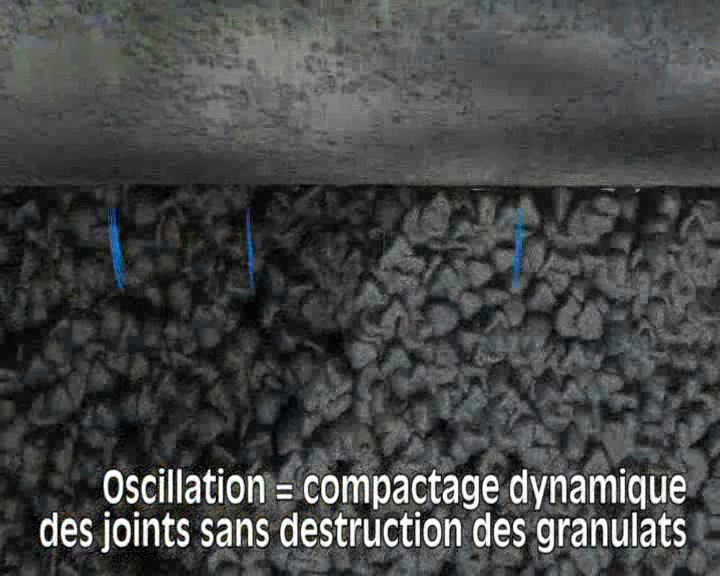 Oscillation = compactage dynamique
des joints sans destruction des granulats